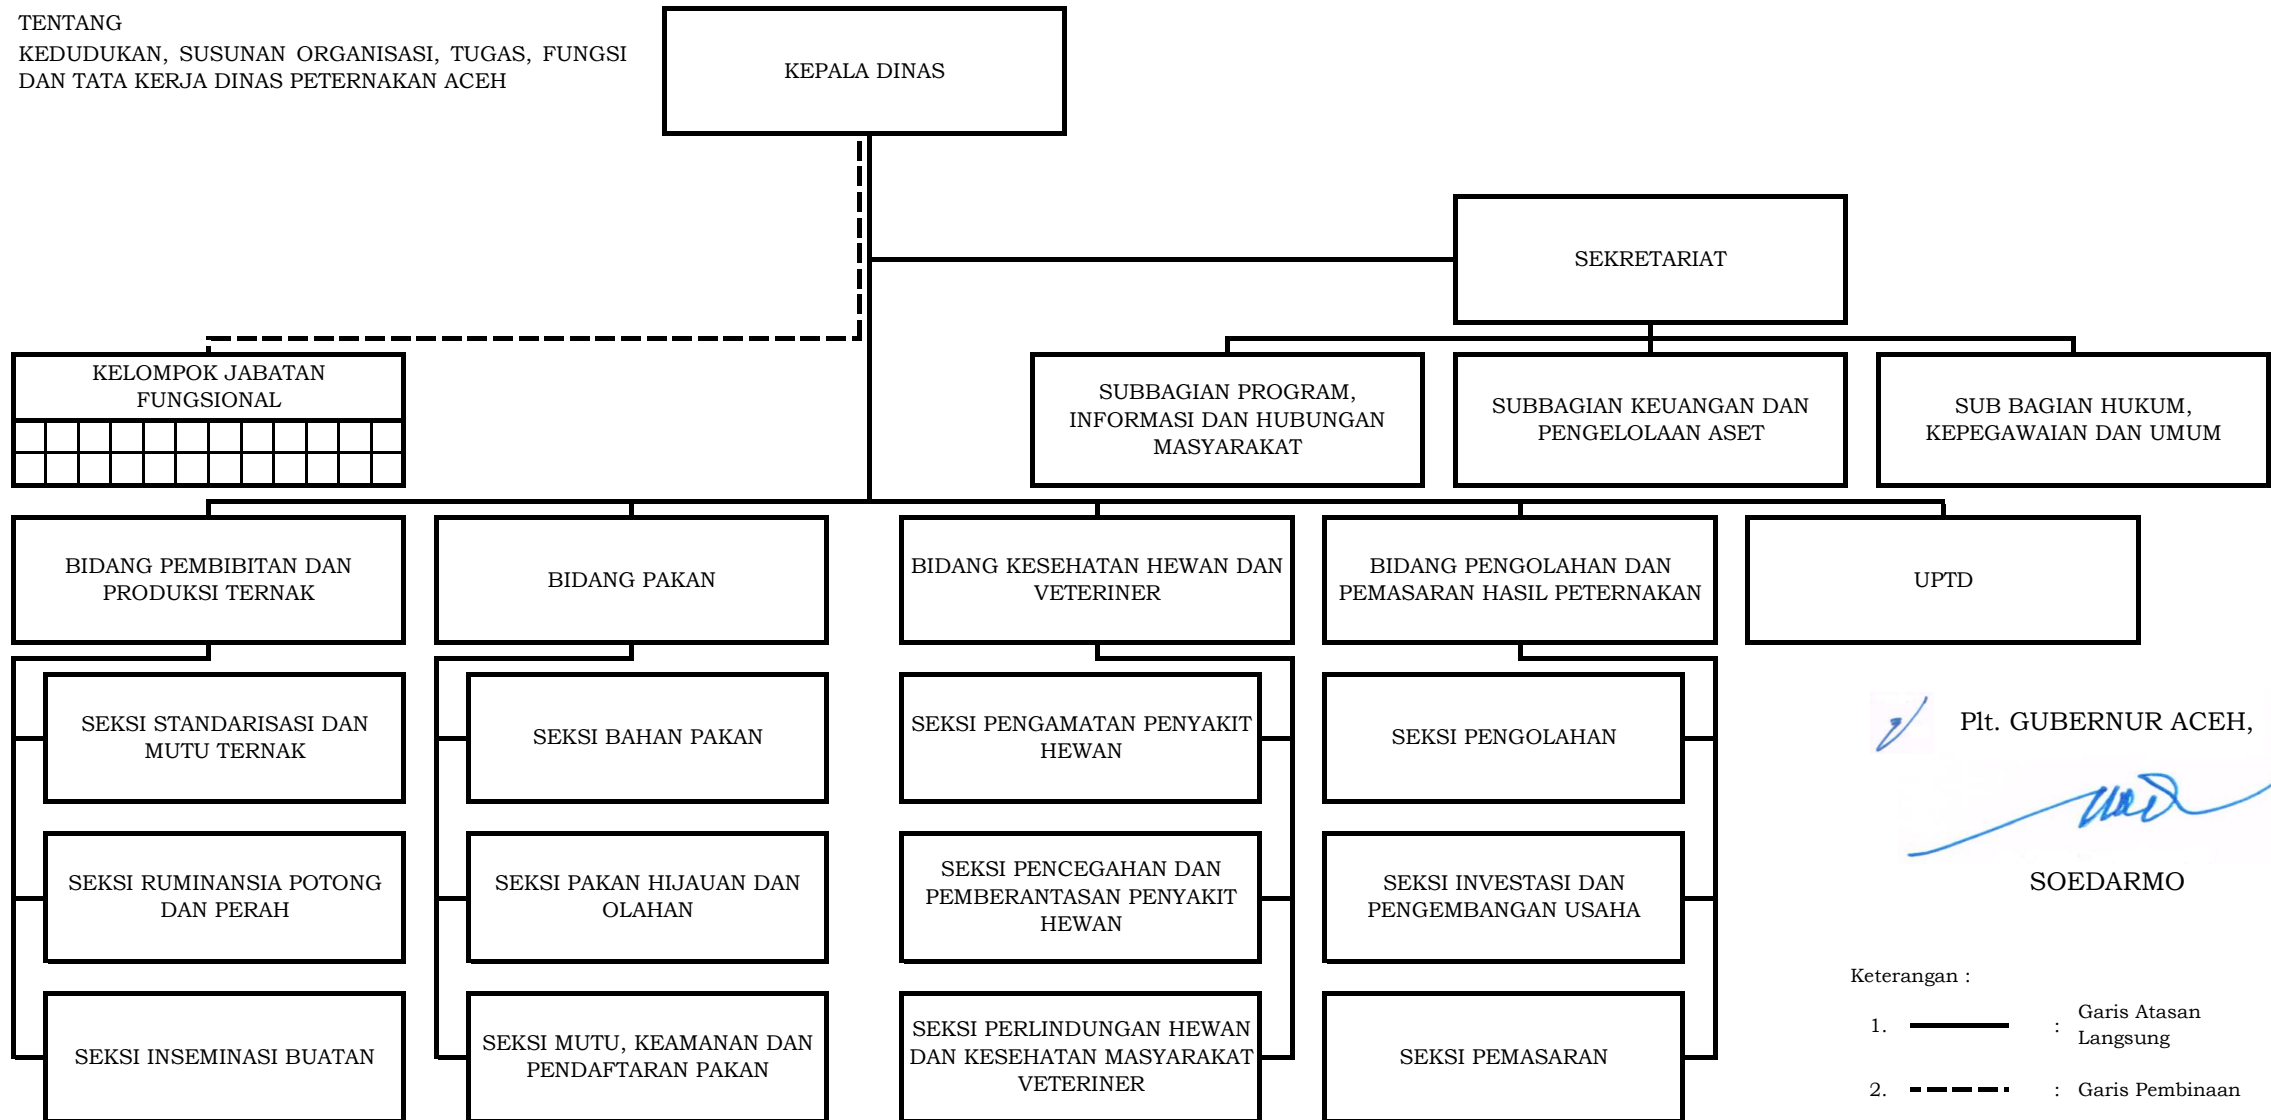 TENTANG
KEDUDUKAN, SUSUNAN ORGANISASI, TUGAS, FUNGSI
DAN TATA KERJA DINAS PETERNAKAN ACEH
KEPALA DINAS
SEKRETARIAT
KELOMPOK JABATAN
FUNGSIONAL
SUBBAGIAN PROGRAM,
INFORMASI DAN HUBUNGAN
MASYARAKAT
SUBBAGIAN KEUANGAN DAN
PENGELOLAAN ASET
SUB BAGIAN HUKUM,
KEPEGAWAIAN DAN UMUM
BIDANG PEMBIBITAN DAN
PRODUKSI TERNAK
BIDANG PAKAN
BIDANG KESEHATAN HEWAN DAN
VETERINER
BIDANG PENGOLAHAN DAN
PEMASARAN HASIL PETERNAKAN
UPTD
SEKSI STANDARISASI DAN
MUTU TERNAK
SEKSI BAHAN PAKAN
SEKSI PENGAMATAN PENYAKIT
HEWAN
SEKSI PENGOLAHAN
SEKSI RUMINANSIA POTONG
DAN PERAH
SEKSI PAKAN HIJAUAN DAN
OLAHAN
SEKSI PENCEGAHAN DAN
PEMBERANTASAN PENYAKIT
HEWAN
SEKSI INVESTASI DAN
PENGEMBANGAN USAHA
SEKSI INSEMINASI BUATAN
SEKSI MUTU, KEAMANAN DAN
PENDAFTARAN PAKAN
SEKSI PERLINDUNGAN HEWAN
DAN KESEHATAN MASYARAKAT
VETERINER
SEKSI PEMASARAN
Plt. GUBERNUR ACEH,
SOEDARMO
Keterangan :
1. : Garis Atasan
Langsung
2. : Garis Pembinaan